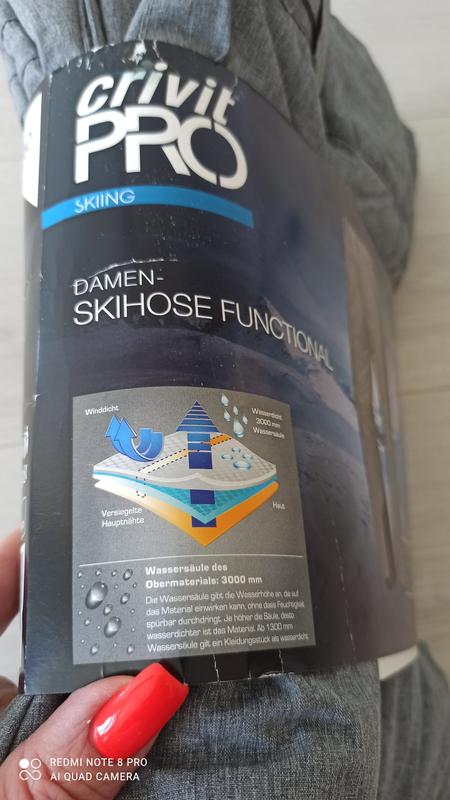 crivit
PRO
SKIING
DAMEN-
SKIHOSE FUNCTIONAL
Winddicht
Wasserdicht
3000 mm
Wassersäule
Versiegelte
Hauptnähte
Haut
Wassersäule des
Obermaterials: 3000 mm
Die Wassersäule gibt die Wasserhöhe an, die auf
das Material einwirken kann, ohne dass Feuchtigkeit
spürbar durchdringt. Je höher die Säule, desto
wasserdichter ist das Material. Ab 1300 mm
Wassersäule gilt ein Kleidungsstück als wasserdicht.
REDMI NOTE 8 PRO
AI QUAD CAMERA